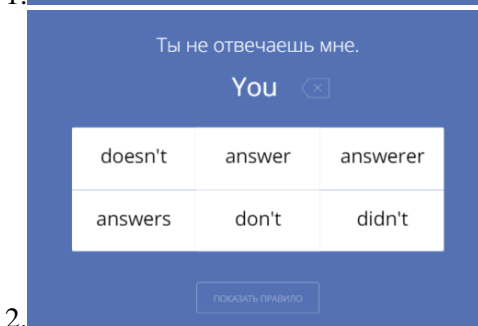 1.
Ты не отвечаешь мне.
You
doesn't answer answerer
answers don't didn't
ПОКАЗАТЬ ПРАВИЛО
2.